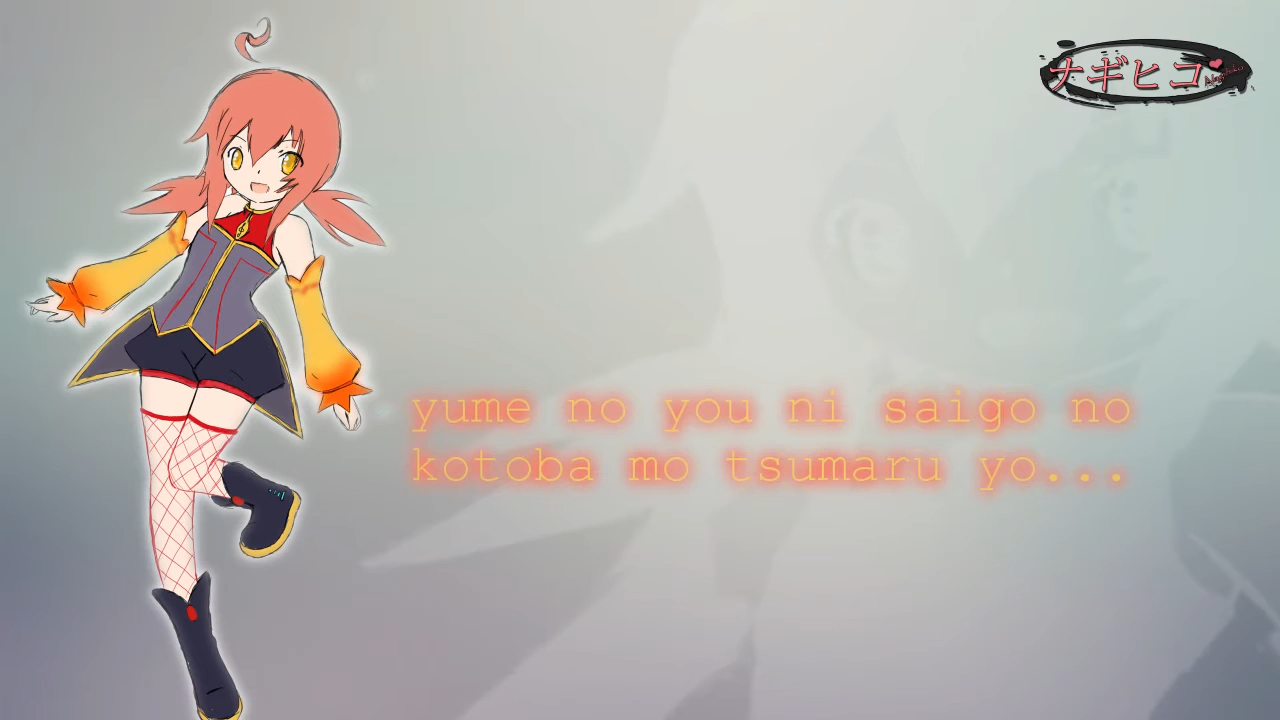 ナギヒコ
yume no you ni saigo no
kotoba mo tsumaru yo...